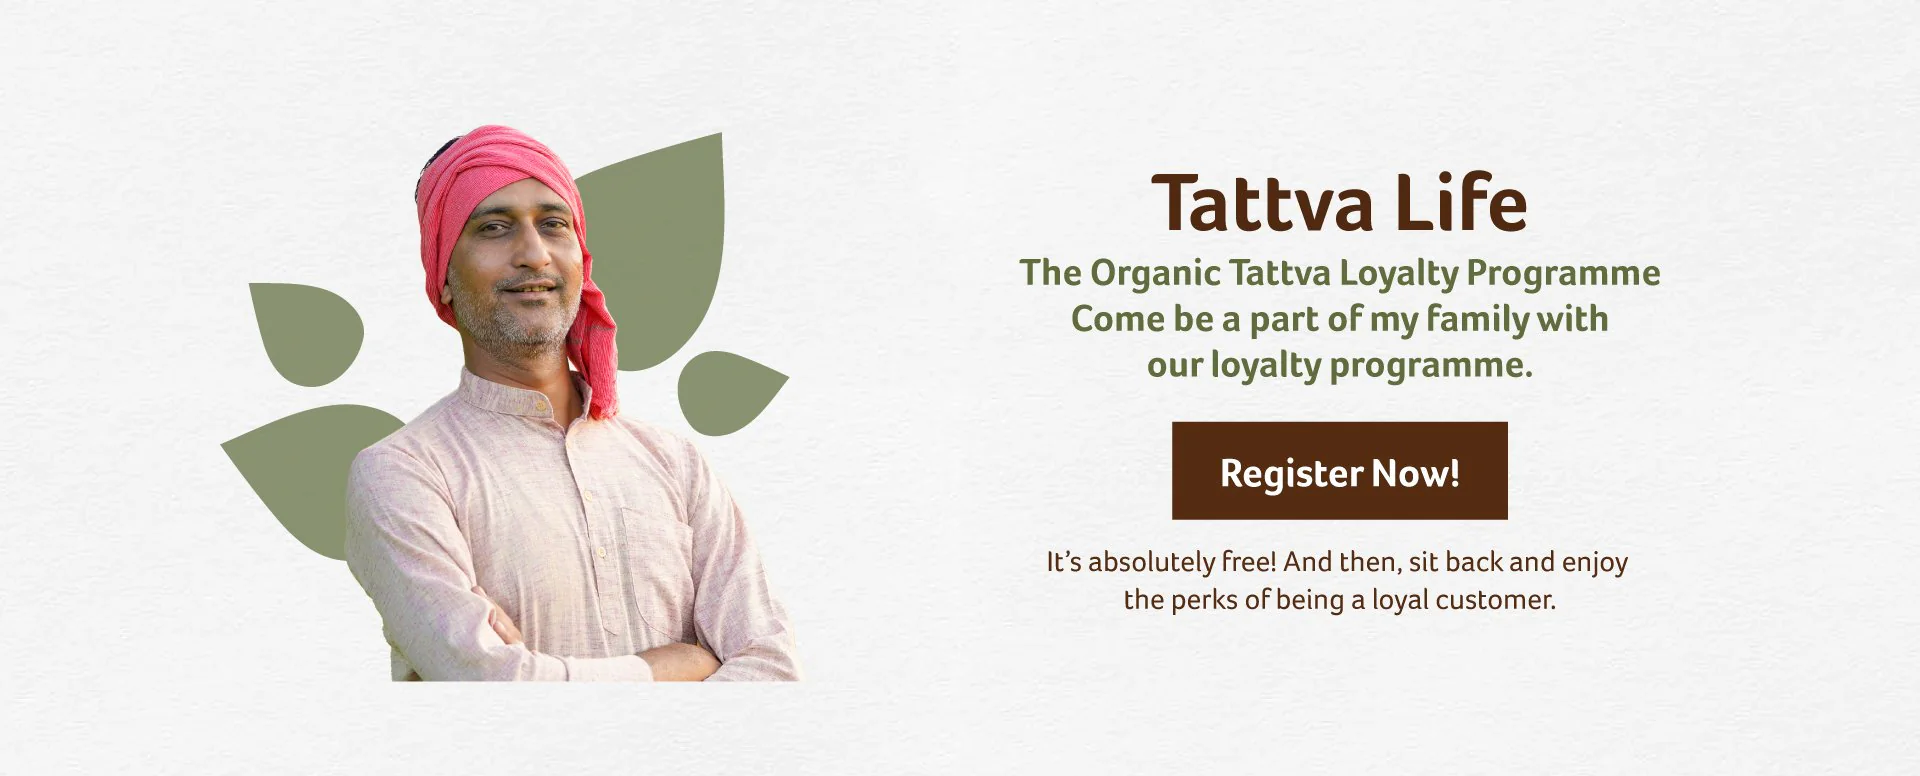 Tattva Life
The Organic Tattva Loyalty Programme
Come be a part of my family with
our loyalty programme.
Register Now!
It’s absolutely free! And then, sit back and enjoy
the perks of being a loyal customer.